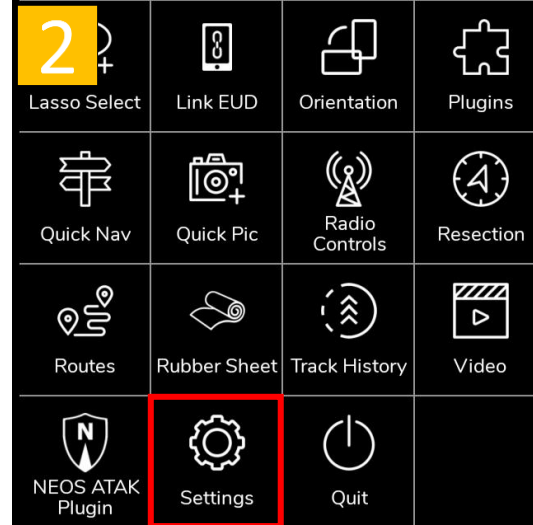 2
Lasso Select
Link EUD
Orientation
Plugins
Quick Nav
Quick Pic
Radio
Controls
Resection
Routes
Rubber Sheet
Track History
Video
N
NEOS ATAK
Plugin
Settings
Quit